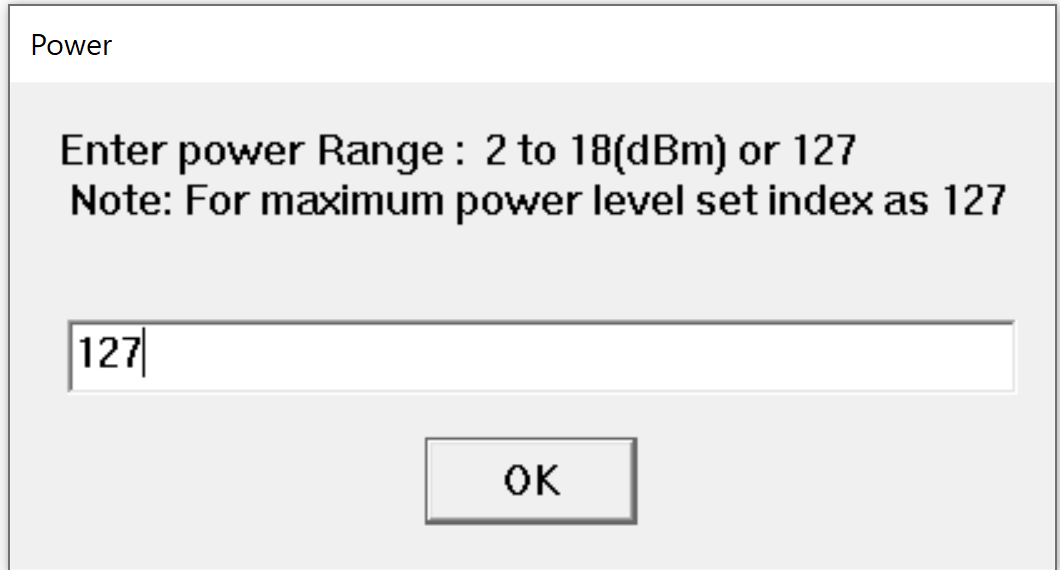 Power
Enter power Range :  2 to 18(dBm) or 127
Note: For maximum power level set index as 127
127
OK